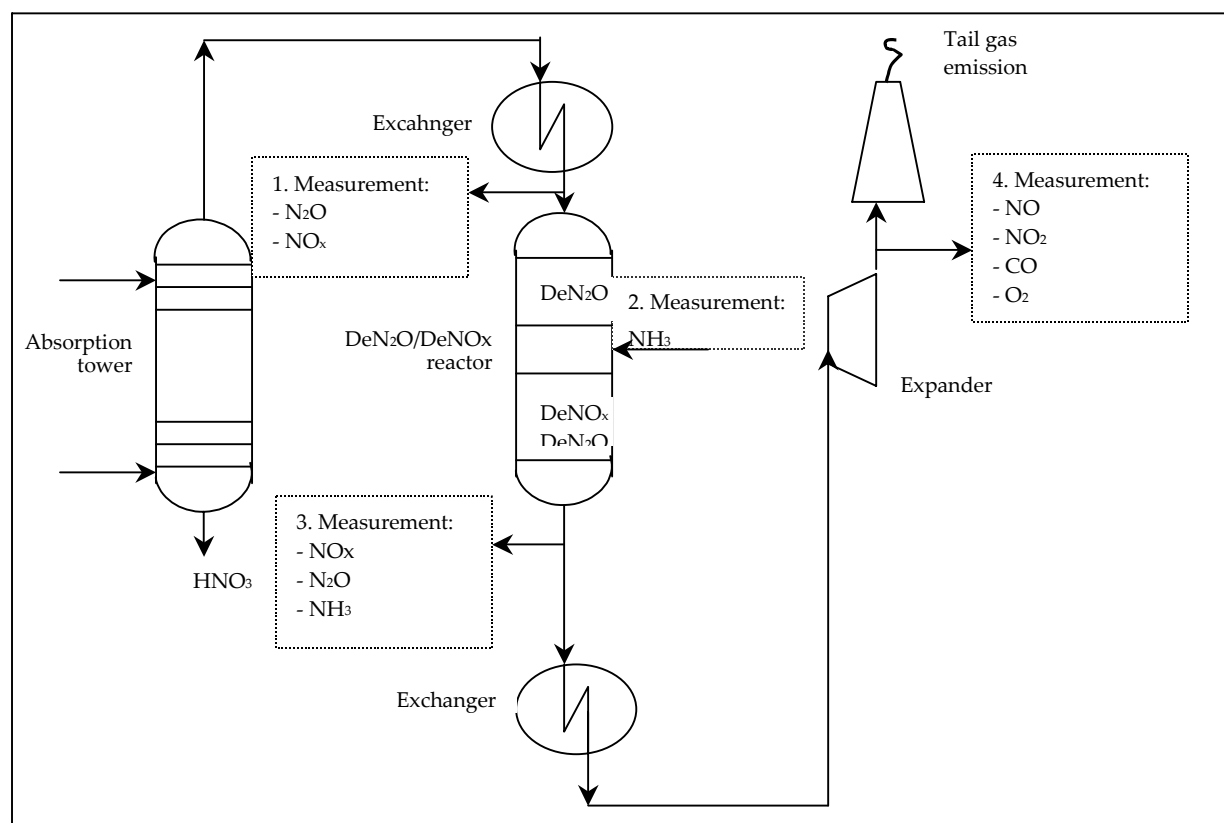 Tail gas
emission
Excahnger
1. Measurement:
- N₂O
- NOₓ
4. Measurement:
- NO
- NO₂
- CO
- O₂
Absorption
tower
DeN₂O/DeNOx
reactor
DeN₂O
2. Measurement:
NH₃
DeNOₓ
DeN₂O
Expander
3. Measurement:
- NOx
- N₂O
- NH₃
HNO₃
Exchanger